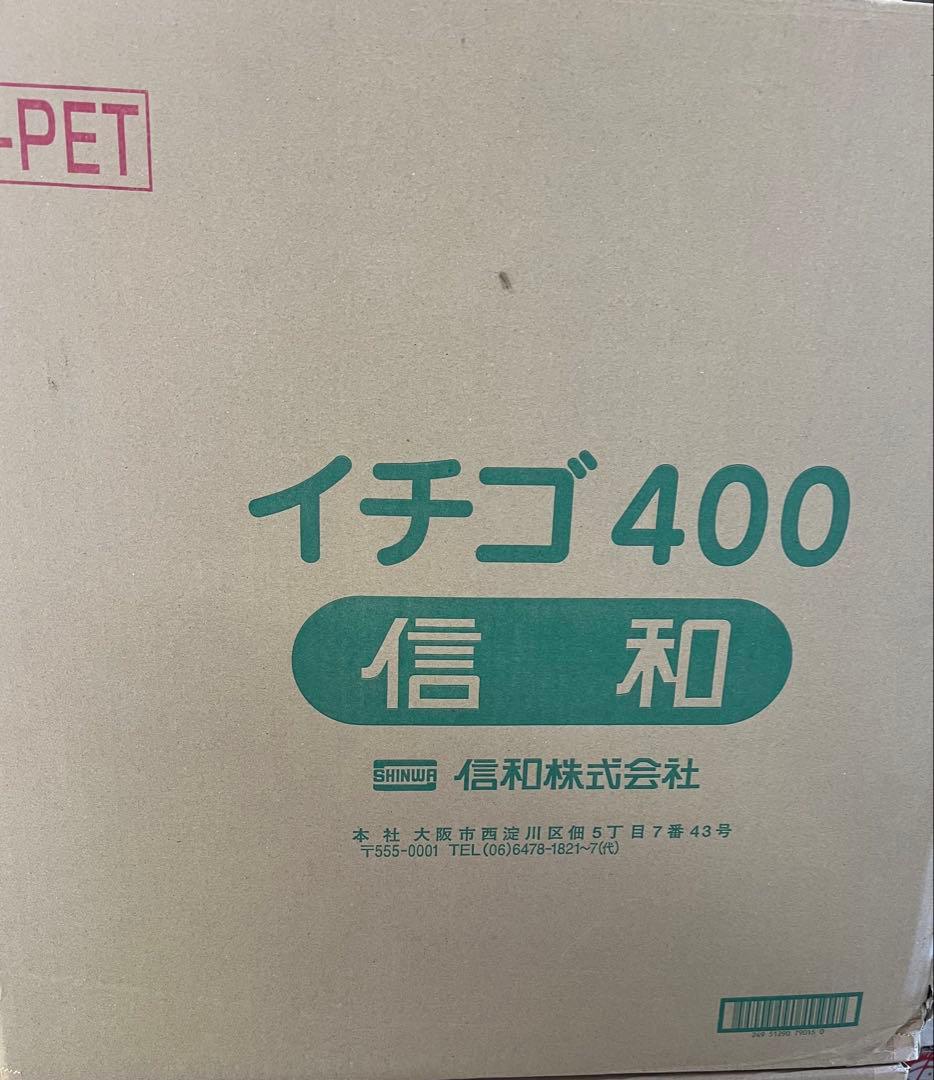 -PET
イチゴ400
信和
SHINWA 信和株式会社
本社 大阪市西淀川区佃5丁目7番43号
〒555-0001 TEL(06)6478-1821~7(代)